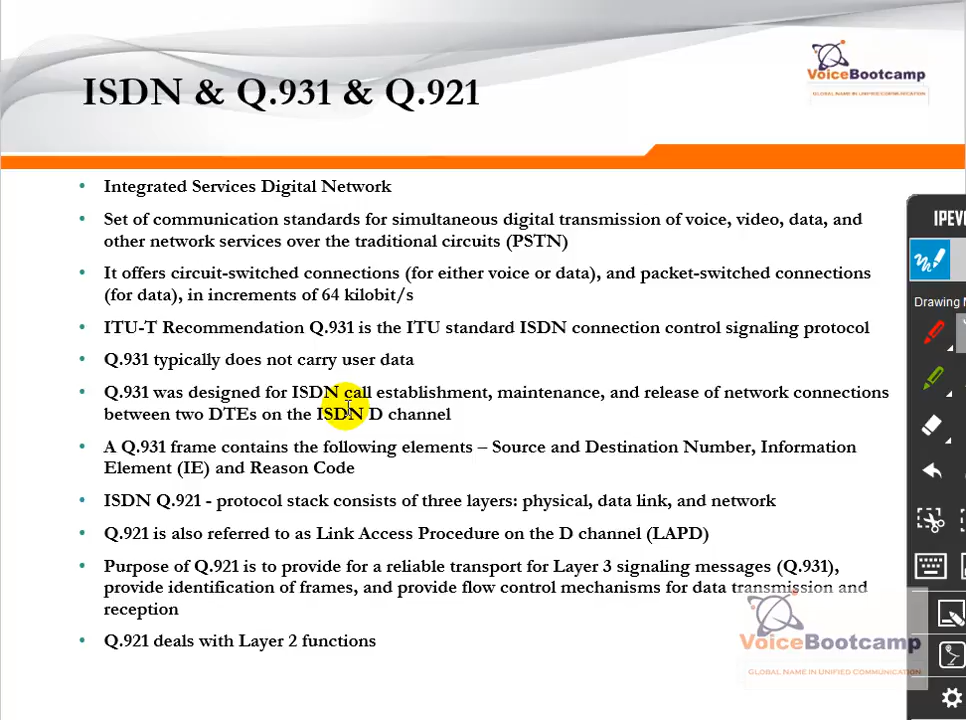 ISDN & Q.931 & Q.921
VoiceBootcamp
GLOBAL NAME IN UNIFIED COMMUNICATION
• Integrated Services Digital Network
• Set of communication standards for simultaneous digital transmission of voice, video, data, and
other network services over the traditional circuits (PSTN)
• It offers circuit-switched connections (for either voice or data), and packet-switched connections
(for data), in increments of 64 kilobit/s
• ITU-T Recommendation Q.931 is the ITU standard ISDN connection control signaling protocol
• Q.931 typically does not carry user data
• Q.931 was designed for ISDN call establishment, maintenance, and release of network connections
between two DTEs on the ISDN D channel
• A Q.931 frame contains the following elements – Source and Destination Number, Information
Element (IE) and Reason Code
• ISDN Q.921 - protocol stack consists of three layers: physical, data link, and network
• Q.921 is also referred to as Link Access Procedure on the D channel (LAPD)
• Purpose of Q.921 is to provide for a reliable transport for Layer 3 signaling messages (Q.931),
provide identification of frames, and provide flow control mechanisms for data transmission and
reception
• Q.921 deals with Layer 2 functions
VoiceBootcamp
GLOBAL NAME IN UNIFIED COMMUNICATION
IPEV
Drawing M